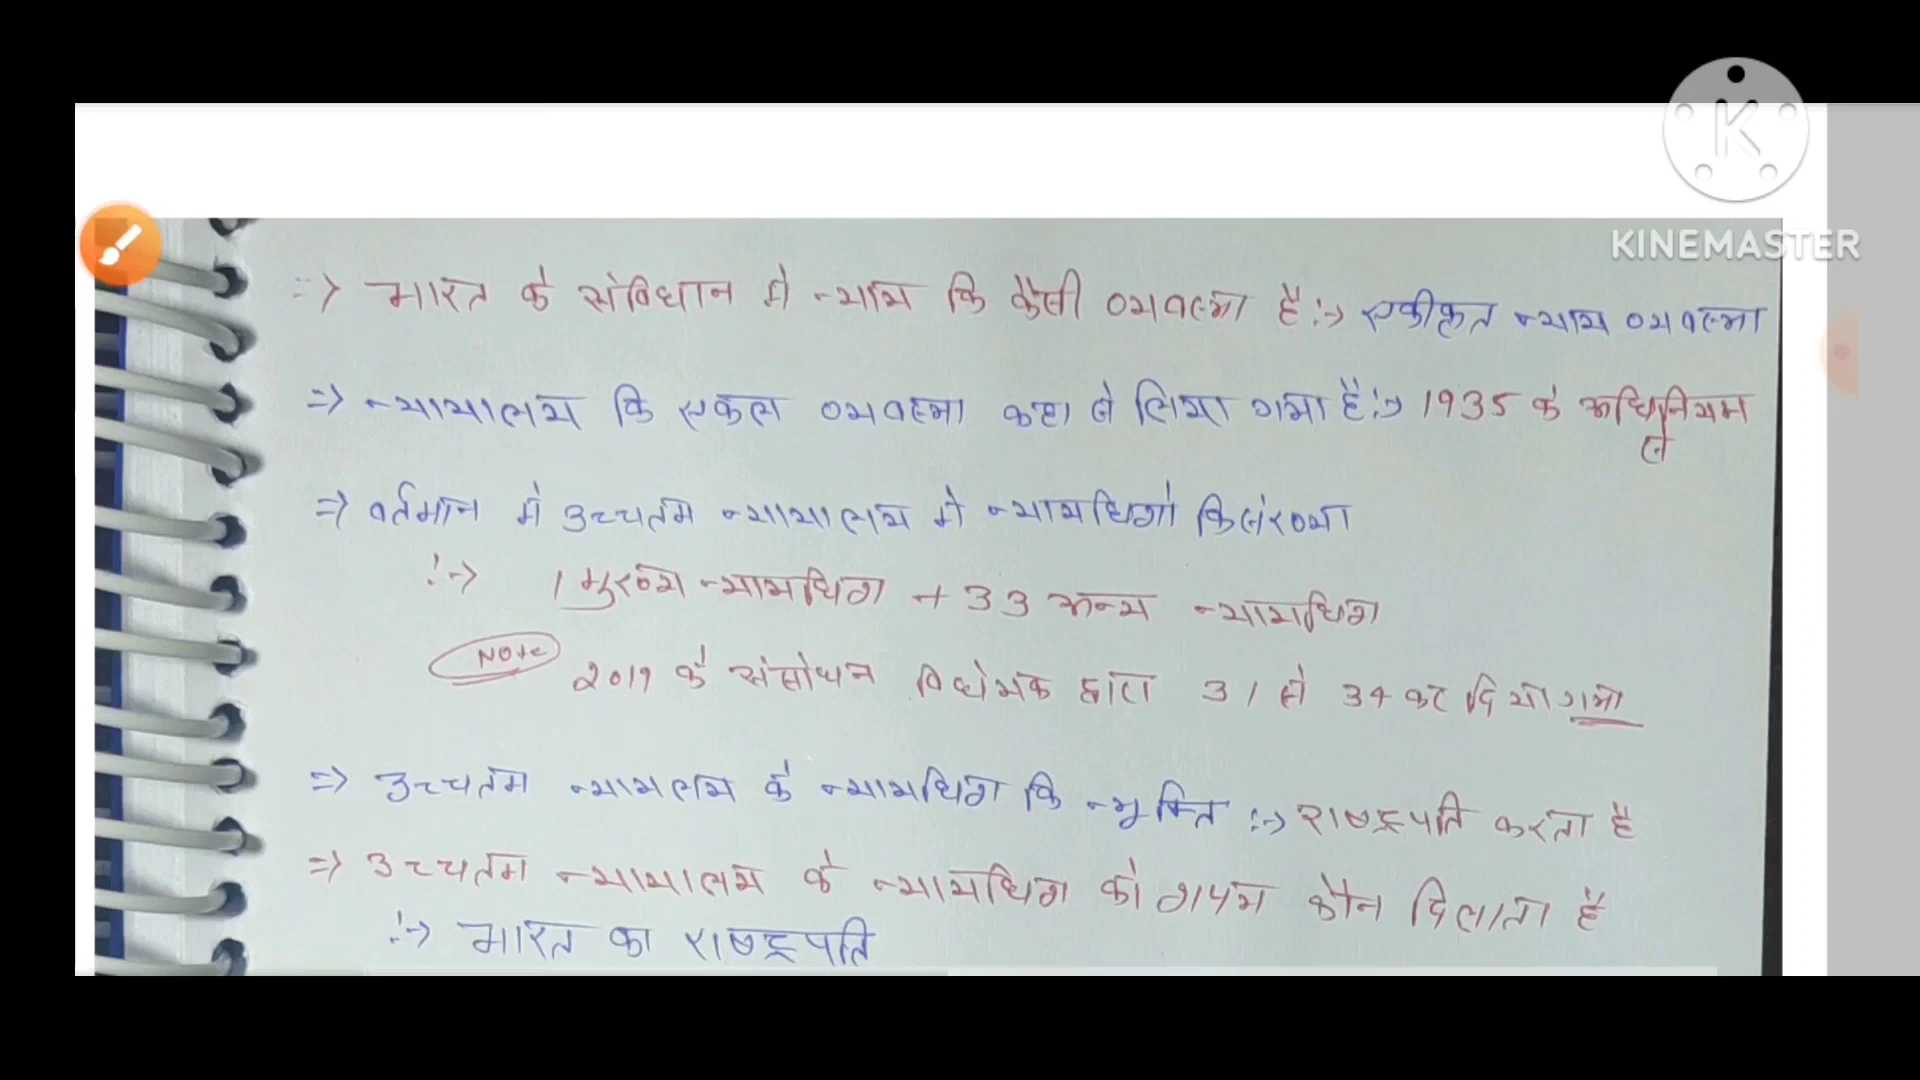 KINEMASTER
=> भारत के संविधान मे न्याय कि कैसी व्यवस्था है :-> एकीकृत न्याय व्यवस्था
=> न्यायालय कि एकल व्यवस्था कहा से लिया गया है :-> 1935 के अधिनियम
से
=> वर्तमान मे उच्चतम न्यायालय मे न्यायधिशो कि संख्या
:-> 1 मुख्य न्यायधिश + 33 अन्य न्यायधिश
Note 2019 के संसोधन विधेयक द्वारा 31 से 34 कर दिया गया
=> उच्चतम न्यायलय के न्यायधिश कि न्युक्ति :-> राष्ट्रपति करता है
=> उच्चतम न्यायालय के न्यायधिश को शपथ कौन दिलाता है
:-> भारत का राष्ट्रपति